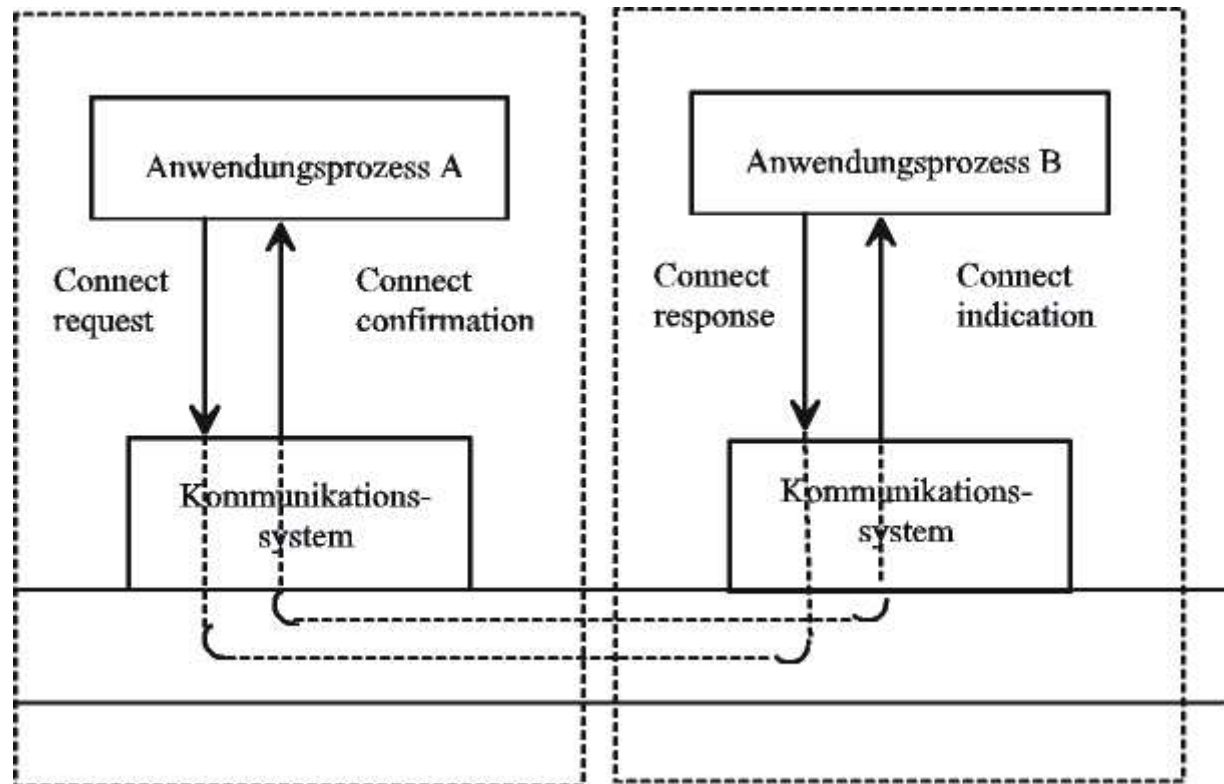 Anwendungsprozess A
Connect
request
Connect
confirmation
Kommunikations-
system
Anwendungsprozess B
Connect
response
Connect
indication
Kommunikations-
system